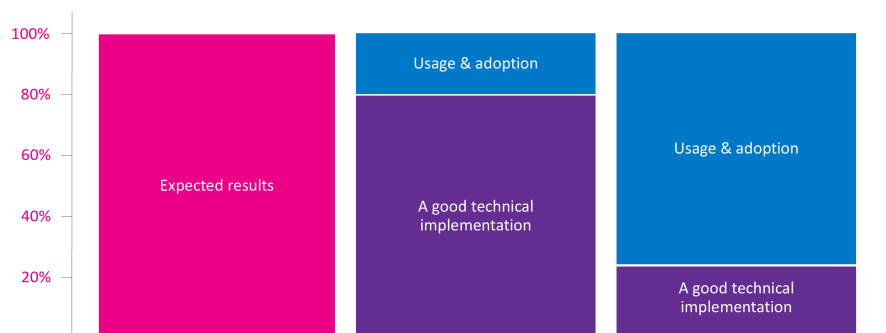 100%
80%
60%
40%
20%
Expected results
Usage & adoption
A good technical
implementation
Usage & adoption
A good technical
implementation